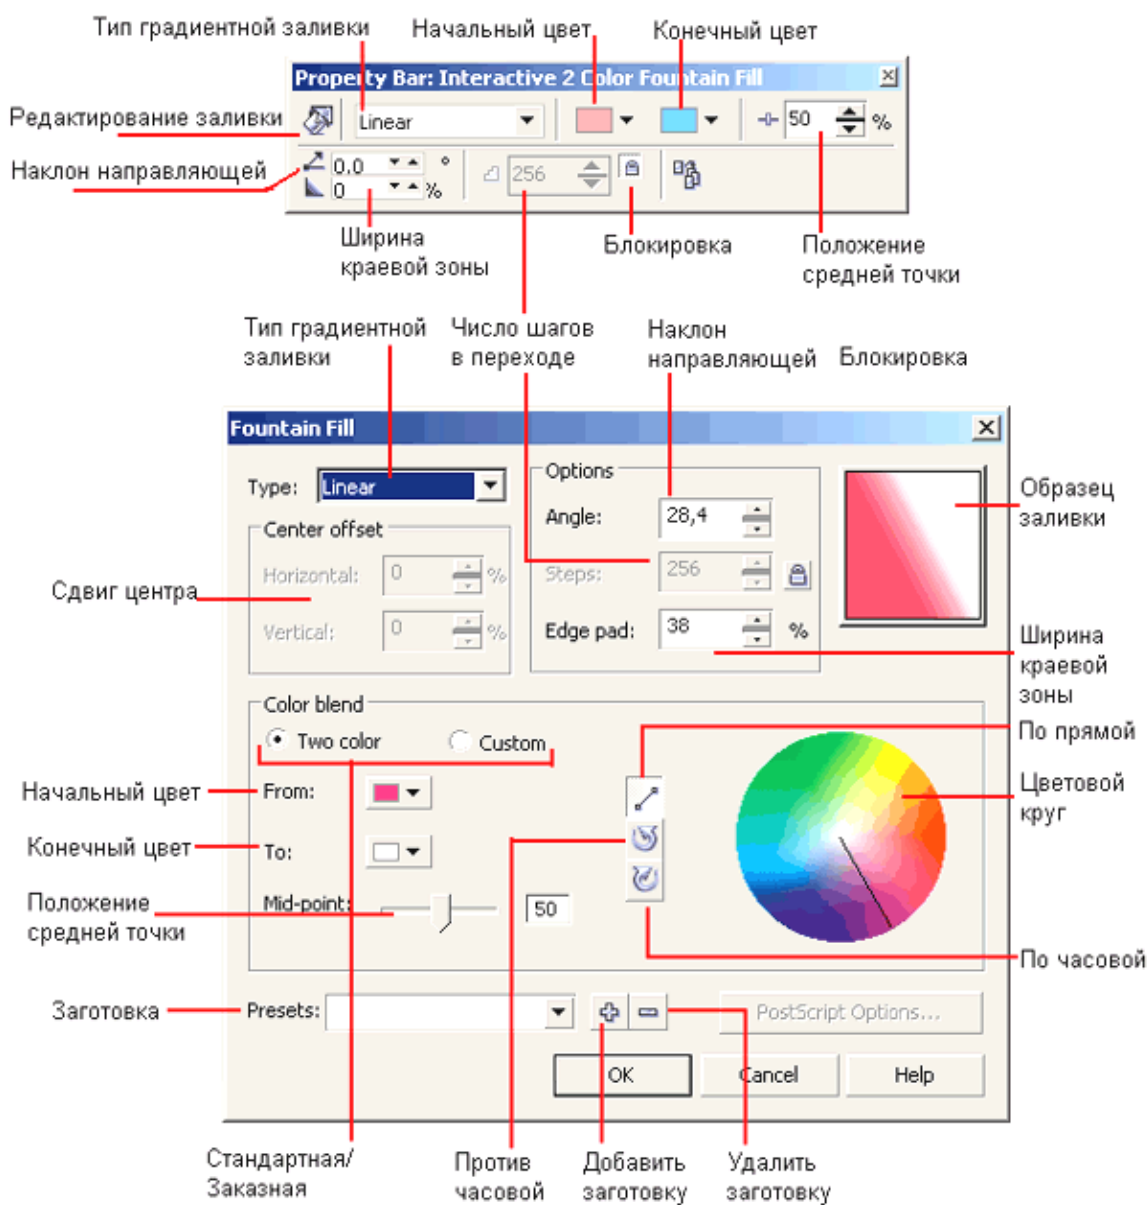 Тип градиентной заливки
Начальный цвет
Конечный цвет
Property Bar: Interactive 2 Color Fountain Fill
Редактирование заливки
Linear
50 %
Наклон направляющей
0,0 °
0 %
256
Ширина
краевой зоны
Блокировка
Положение
средней точки
Тип градиентной
заливки
Число шагов
в переходе
Наклон
направляющей
Блокировка
Fountain Fill
Type: Linear
Options
Angle: 28,4
Образец
заливки
Center offset
Horizontal: 0 %
Steps: 256
Сдвиг центра
Vertical: 0 %
Edge pad: 38 %
Ширина
краевой
зоны
Color blend
Two color
Custom
По прямой
Начальный цвет
From:
Цветовой
круг
Конечный цвет
To:
Положение
средней точки
Mid-point:
50
По часовой
Заготовка
Presets:
PostScript Options...
OK
Cancel
Help
Стандартная/
Заказная
Против
часовой
Добавить
заготовку
Удалить
заготовку